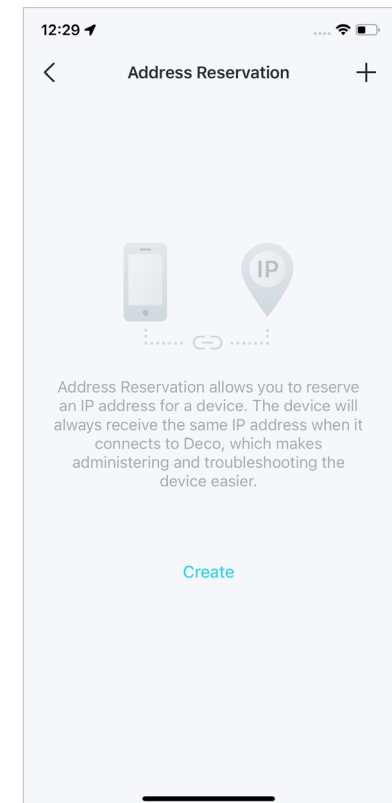 12:29
Address Reservation
IP
Address Reservation allows you to reserve
an IP address for a device. The device will
always receive the same IP address when it
connects to Deco, which makes
administering and troubleshooting the
device easier.
Create